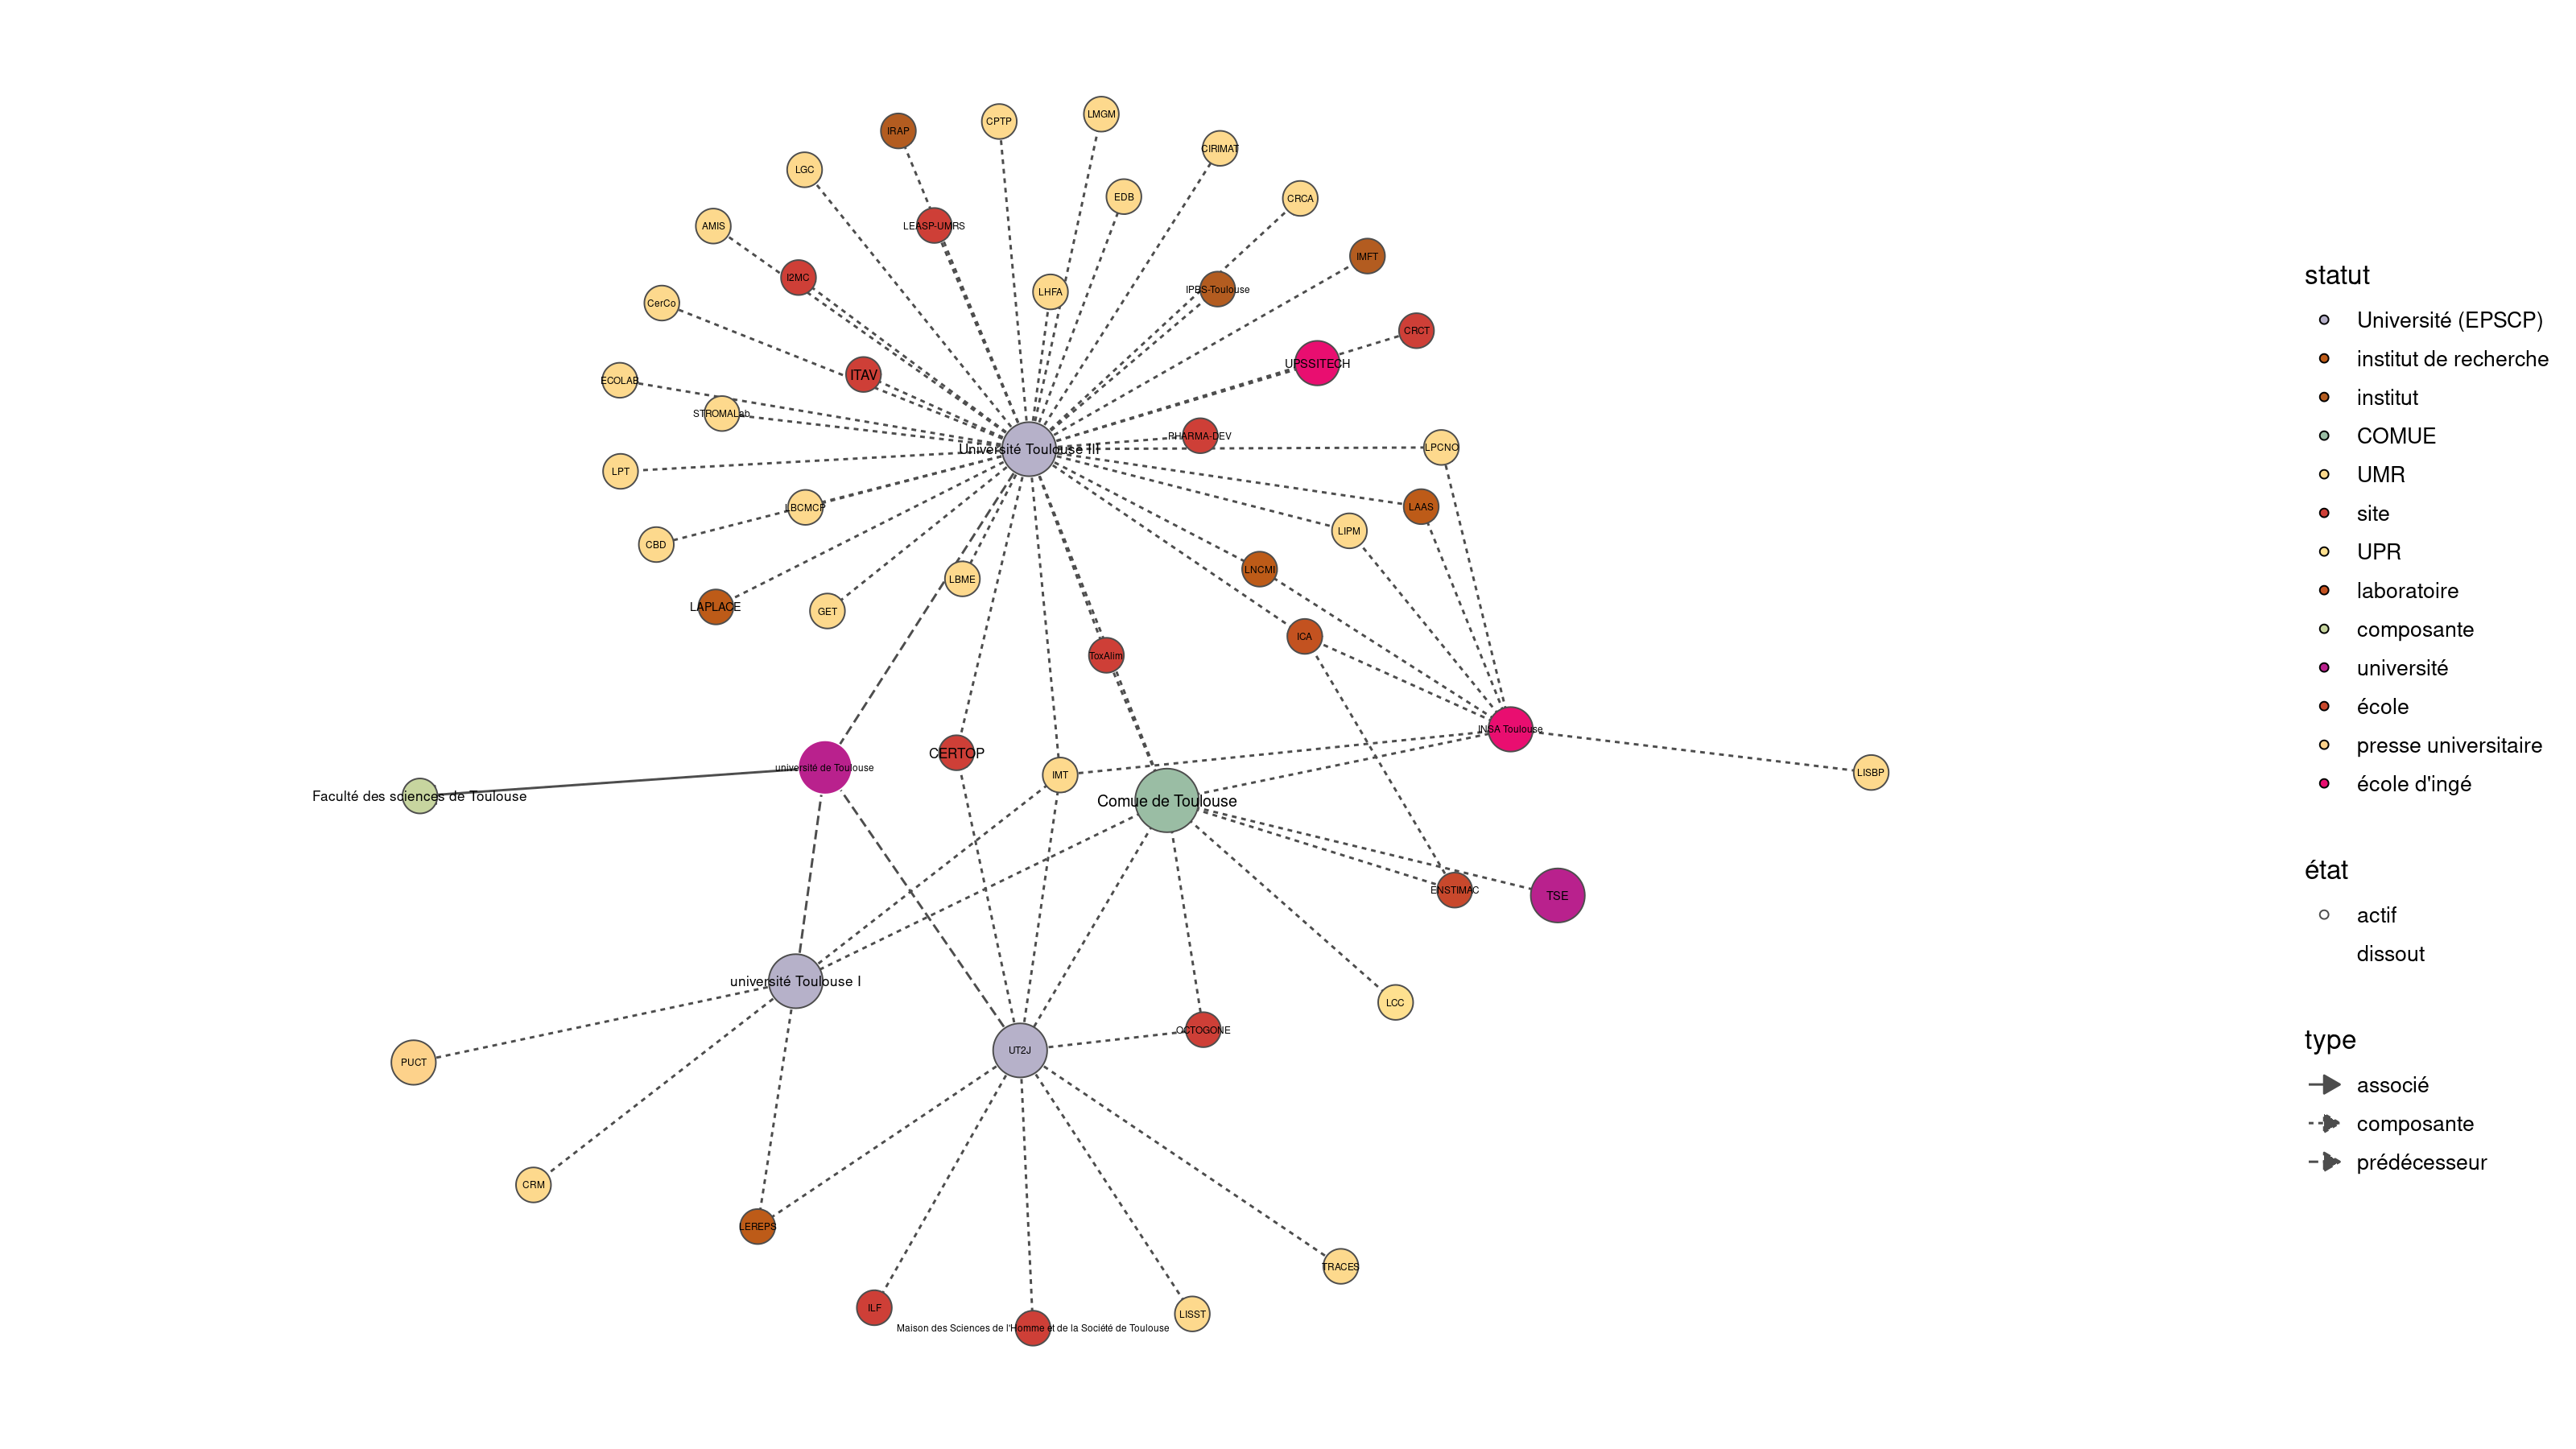 LMGM
CPTP
IRAP
CIRIMAT
LGC
EDB
CRCA
AMIS
LEASP-UMRS
IMFT
I2MC
IPBS-Toulouse
LHFA
CerCo
CRCT
UPSSITECH
ITAV
ECOLAB
STROMALab
PHARMA-DEV
Université Toulouse III
LPCNO
LPT
LBCMCP
LAAS
LIPM
CBD
LNCMI
LBME
LAPLACE
GET
ICA
ToxAlim
INSA Toulouse
CERTOP
université de Toulouse
IMT
LISBP
Faculté des sciences de Toulouse
Comue de Toulouse
ENSTIMAC
TSE
université Toulouse I
LCC
OCTOGONE
UT2J
PUCT
CRM
LEREPS
TRACES
ILF
LISST
Maison des Sciences de l'Homme et de la Société de Toulouse
statut
Université (EPSCP)
institut de recherche
institut
COMUE
UMR
site
UPR
laboratoire
composante
université
école
presse universitaire
école d'ingé
état
actif
dissout
type
associé
composante
prédécesseur